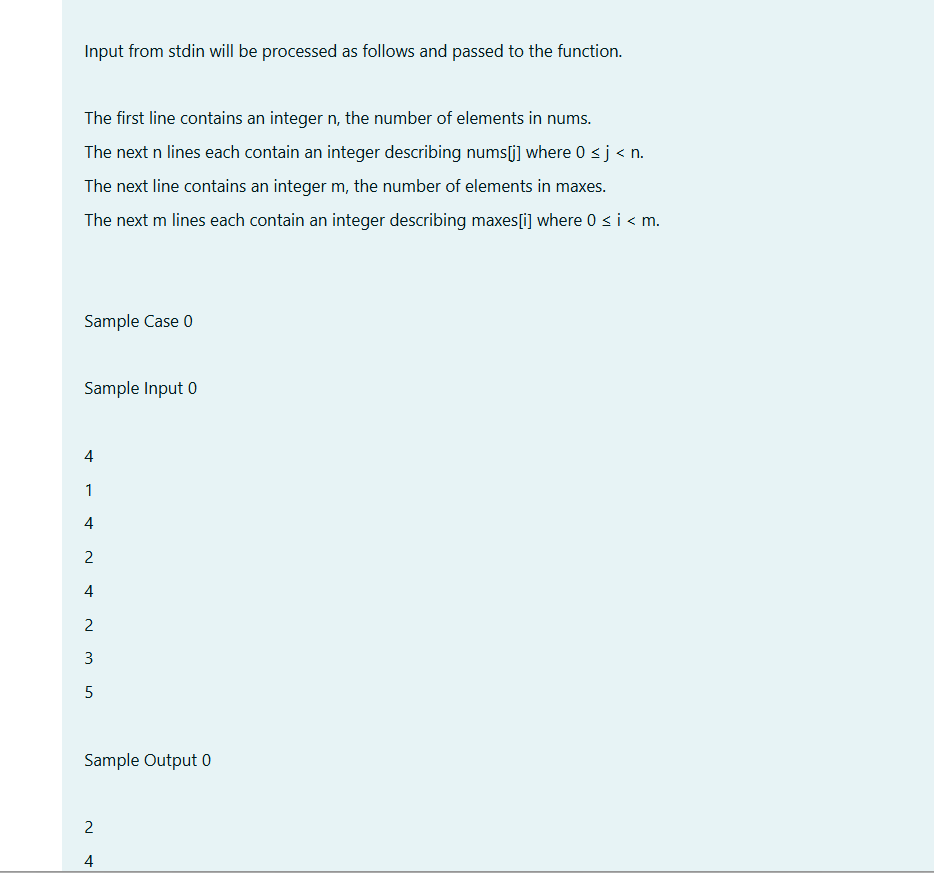 Input from stdin will be processed as follows and passed to the function.
The first line contains an integer n, the number of elements in nums.
The next n lines each contain an integer describing nums[j] where 0 ≤ j < n.
The next line contains an integer m, the number of elements in maxes.
The next m lines each contain an integer describing maxes[i] where 0 ≤ i < m.
Sample Case 0
Sample Input 0
4
1
4
2
4
2
3
5
Sample Output 0
2
4